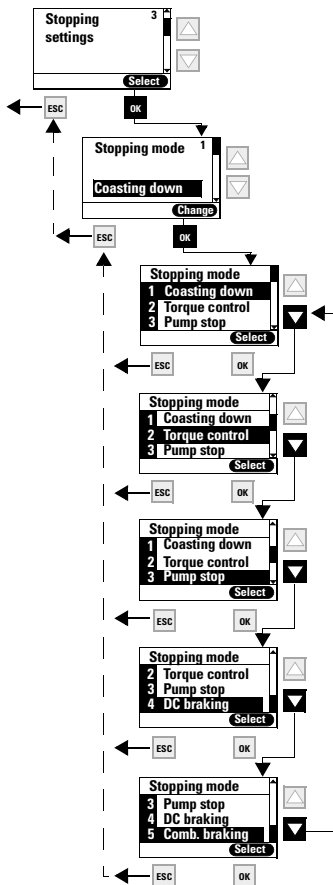 Stopping 3
settings
Select
ESC OK
Stopping mode 1
Coasting down
Change
ESC OK
Stopping mode
1 Coasting down
2 Torque control
3 Pump stop
Select
ESC OK
Stopping mode
1 Coasting down
2 Torque control
3 Pump stop
Select
ESC OK
Stopping mode
1 Coasting down
2 Torque control
3 Pump stop
Select
ESC OK
Stopping mode
2 Torque control
3 Pump stop
4 DC braking
Select
ESC OK
Stopping mode
3 Pump stop
4 DC braking
5 Comb. braking
Select
ESC OK